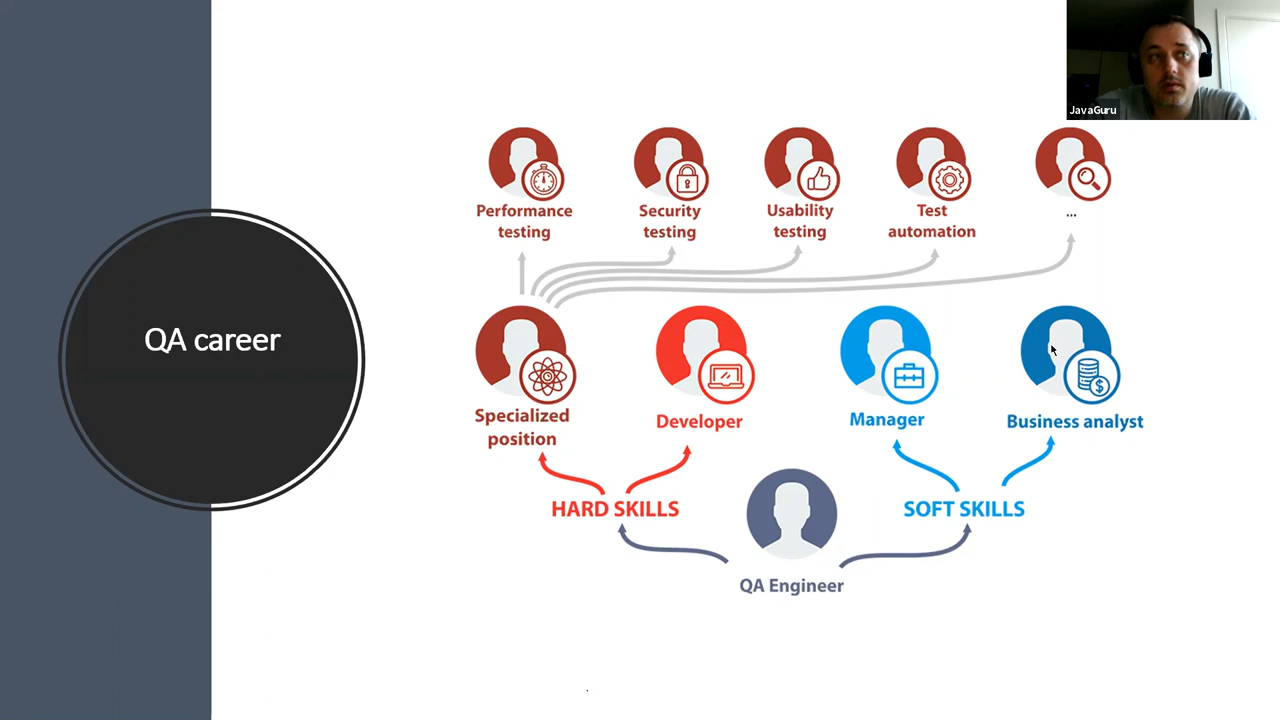 JavaGuru
QA career
Performance
testing
Security
testing
Usability
testing
Test
automation
...
Specialized
position
Developer
Manager
Business analyst
HARD SKILLS
SOFT SKILLS
QA Engineer